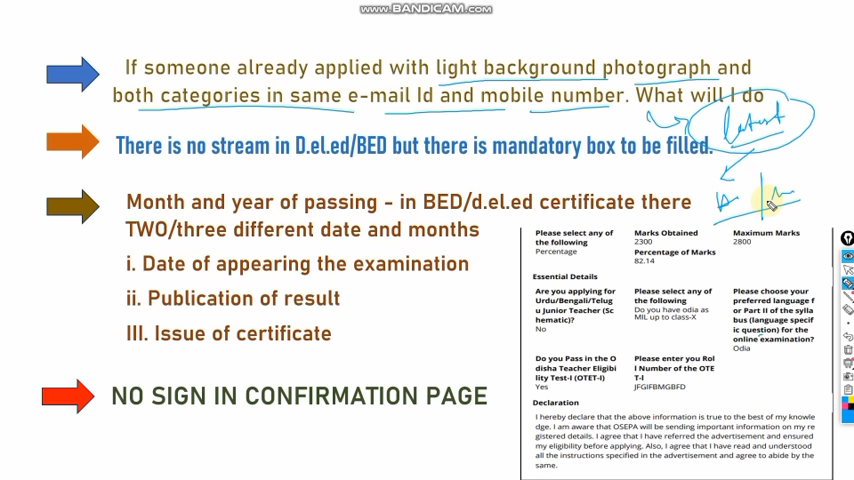 WWW.BANDICAM.COM
If someone already applied with light background photograph and
both categories in same e-mail Id and mobile number. What will I do
latest
There is no stream in D.el.ed/BED but there is mandatory box to be filled.
Month and year of passing - in BED/d.el.ed certificate there
TWO/three different date and months
i. Date of appearing the examination
ii. Publication of result
III. Issue of certificate
NO SIGN IN CONFIRMATION PAGE
Please select any of
the following
Percentage
Marks Obtained
2300
Percentage of Marks
82.14
Maximum Marks
2800
Essential Details
Are you applying for
Urdu/Bengali/Telug
u Junior Teacher (Sc
hematic)?
No
Please select any of
the following
Do you have odia as
MIL up to class-X
Please choose your
preferred language f
or Part II of the sylla
bus (language specif
ic question) for the
online examination?
Odia
Do you Pass in the O
disha Teacher Eligibi
lity Test-I (OTET-I)
Yes
Please enter you Rol
l Number of the OTE
T-I
JFGIFBMGBFD
Declaration
I hereby declare that the above information is true to the best of my knowle
dge. I am aware that OSEPA will be sending important information on my re
gistered details. I agree that I have referred the advertisement and ensured
my eligibility before applying. Also, I agree that I have read and understood
all the instructions specified in the advertisement and agree to abide by the
same.